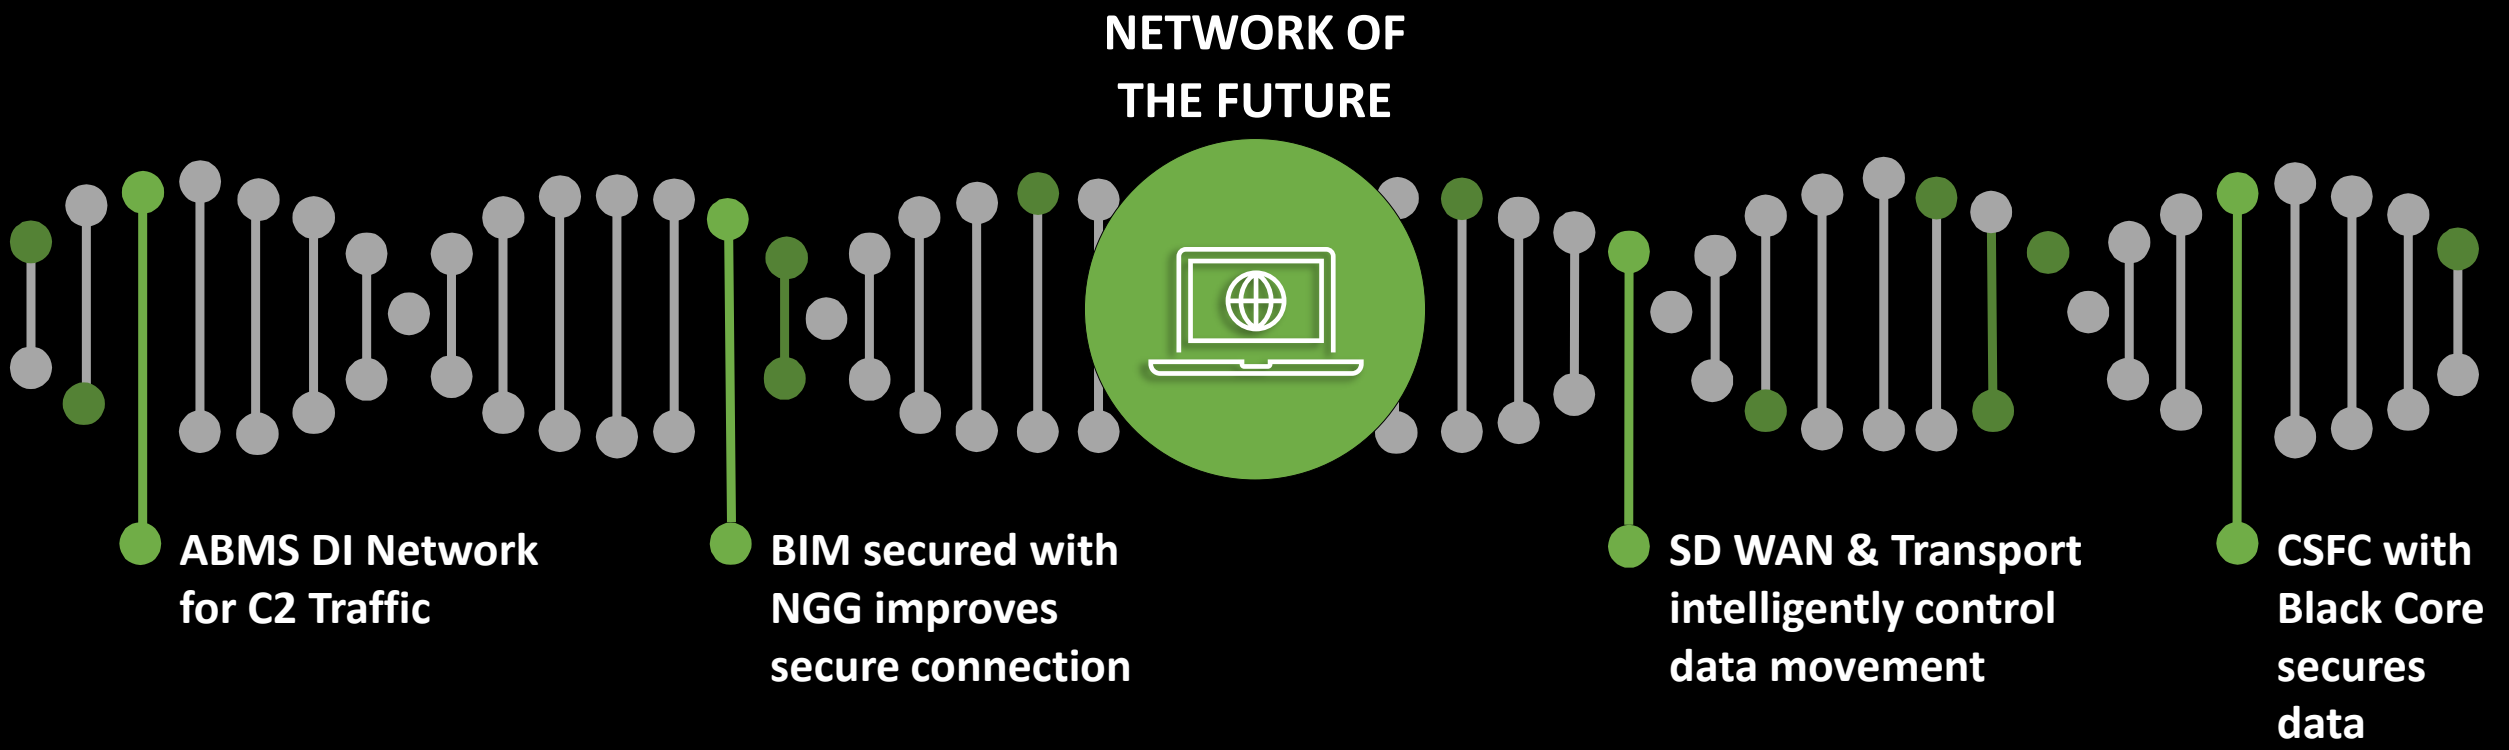 NETWORK OF
THE FUTURE
ABMS DI Network
for C2 Traffic
BIM secured with
NGG improves
secure connection
SD WAN & Transport
intelligently control
data movement
CSFC with
Black Core
secures
data